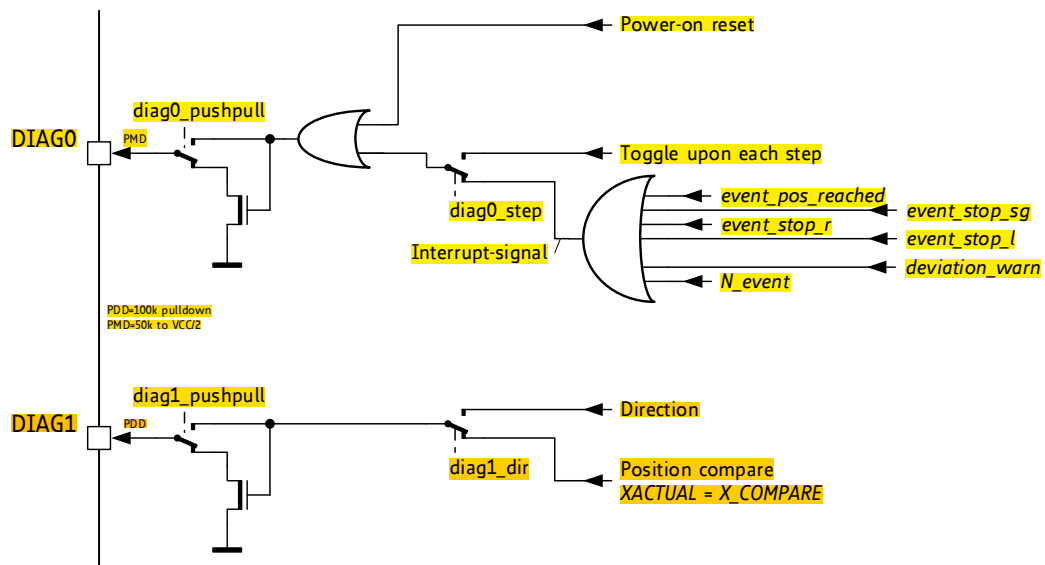 Power-on reset
diag0_pushpull
DIAG0
PMD
Toggle upon each step
diag0_step
event_pos_reached
event_stop_sg
event_stop_r
event_stop_l
Interrupt-signal
deviation_warn
N_event
PDD=100k pulldown
PMD=50k to VCC/2
diag1_pushpull
DIAG1
PDD
Direction
diag1_dir
Position compare
XACTUAL = X_COMPARE